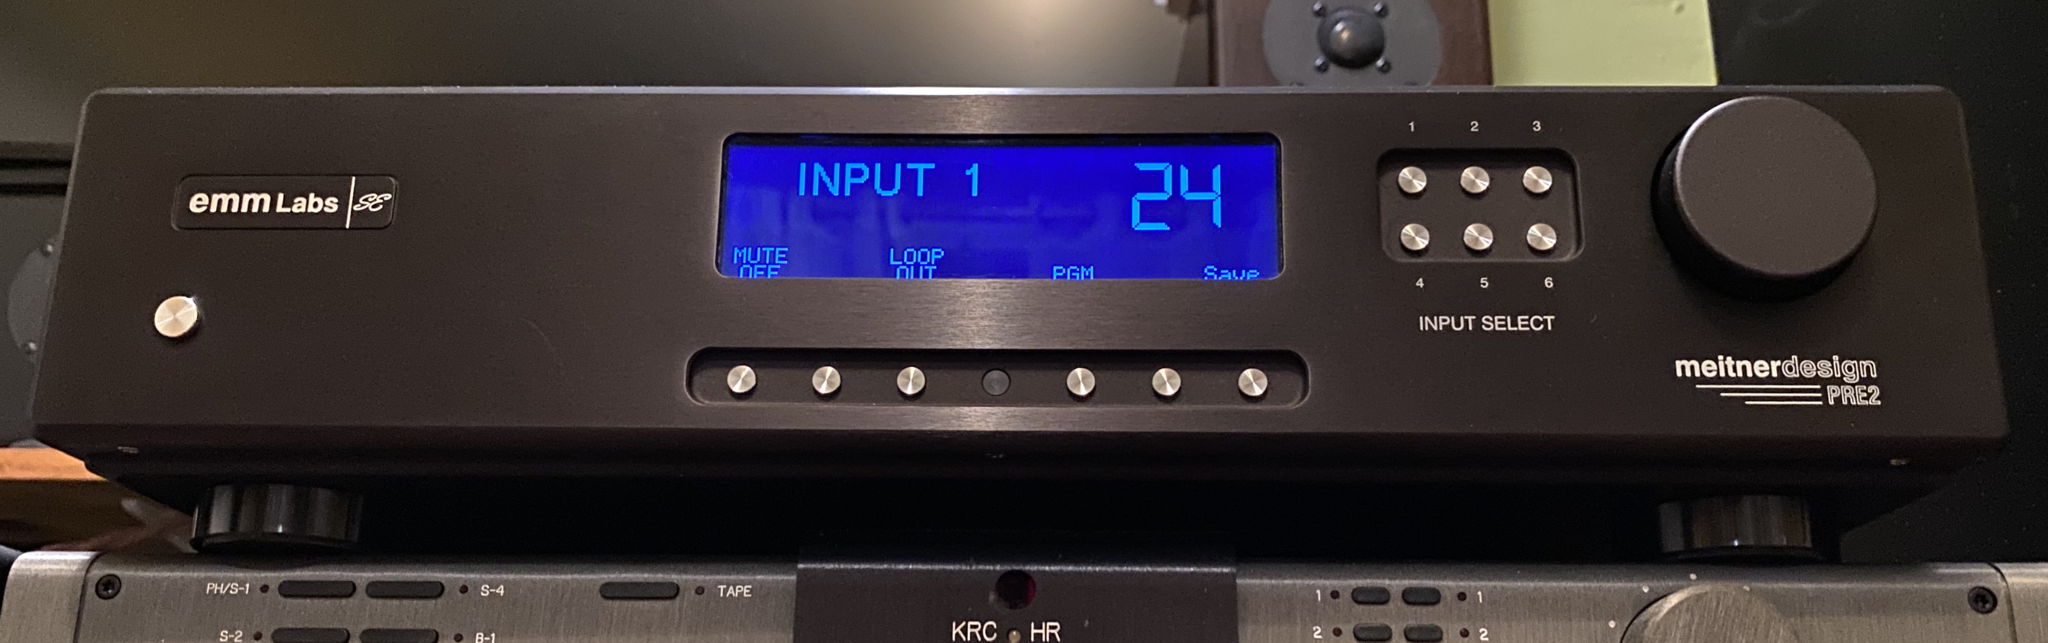 emm Labs SE
INPUT 1 24
MUTE LOOP
OFF OUT PGM Save
1 2 3
4 5 6
INPUT SELECT
meitnerdesign
PRE2
PH/S-1 S-4 TAPE
S-2 B-1
KRC HR
1 1
2 2